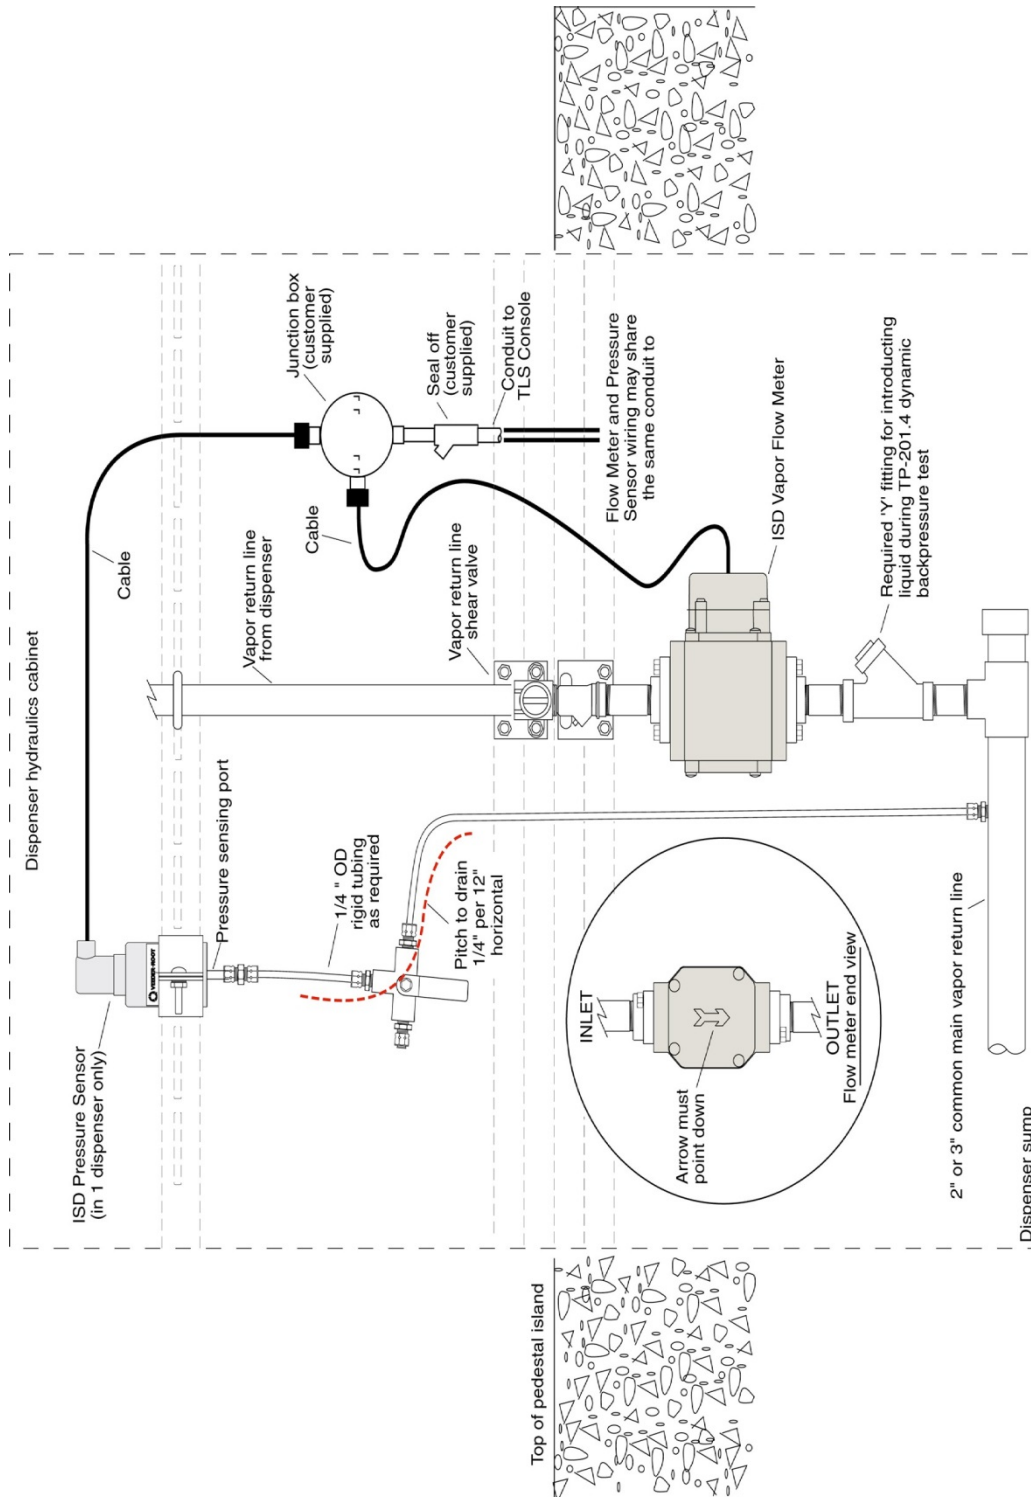 Dispenser hydraulics cabinet
ISD Pressure Sensor
(in 1 dispenser only)
VEEDER-ROOT
Pressure sensing port
1/4 " OD
rigid tubing
as required
Pitch to drain
1/4" per 12"
horizontal
Cable
Vapor return line
from dispenser
Vapor return line
shear valve
Junction box
(customer
supplied)
Cable
Seal off
(customer
supplied)
Conduit to
TLS Console
Flow Meter and Pressure
Sensor wiring may share
the same conduit to
ISD Vapor Flow Meter
Required 'Y' fitting for introducting
liquid during TP-201.4 dynamic
backpressure test
Top of pedestal island
INLET
Arrow must
point down
OUTLET
Flow meter end view
2" or 3" common main vapor return line
Dispenser sump